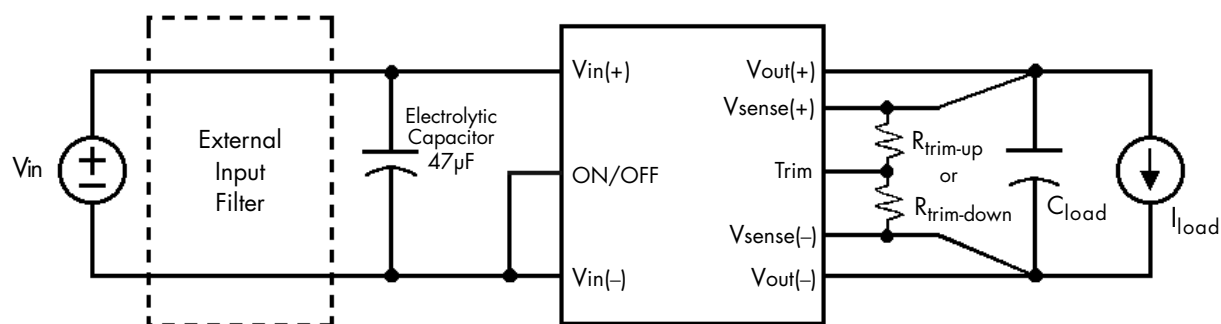 Vin
External
Input
Filter
Electrolytic
Capacitor
47µF
Vin(+)
ON/OFF
Vin(–)
Vout(+)
Vsense(+)
Trim
Vsense(–)
Vout(–)
Rtrim-up
or
Rtrim-down
Cload
Iload